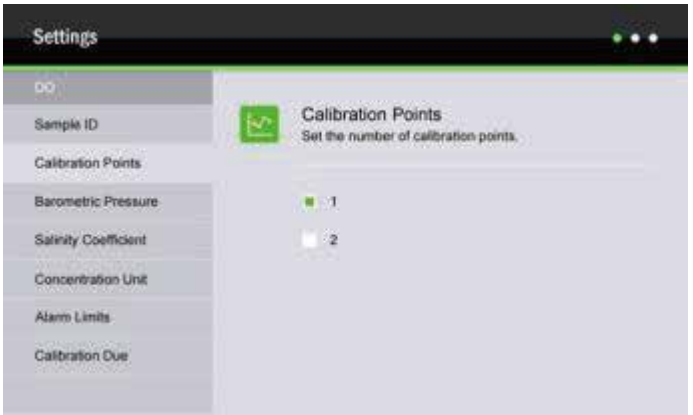 Settings
DO
Sample ID
Calibration Points
Barometric Pressure
Salinity Coefficient
Concentration Unit
Alarm Limits
Calibration Due
Calibration Points
Set the number of calibration points.
1
2